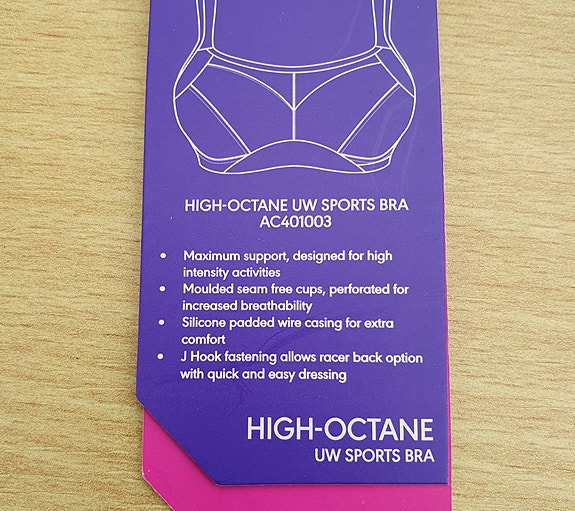 HIGH-OCTANE UW SPORTS BRA
AC401003
• Maximum support, designed for high
intensity activities
• Moulded seam free cups, perforated for
increased breathability
• Silicone padded wire casing for extra
comfort
• J Hook fastening allows racer back option
with quick and easy dressing
HIGH-OCTANE
UW SPORTS BRA